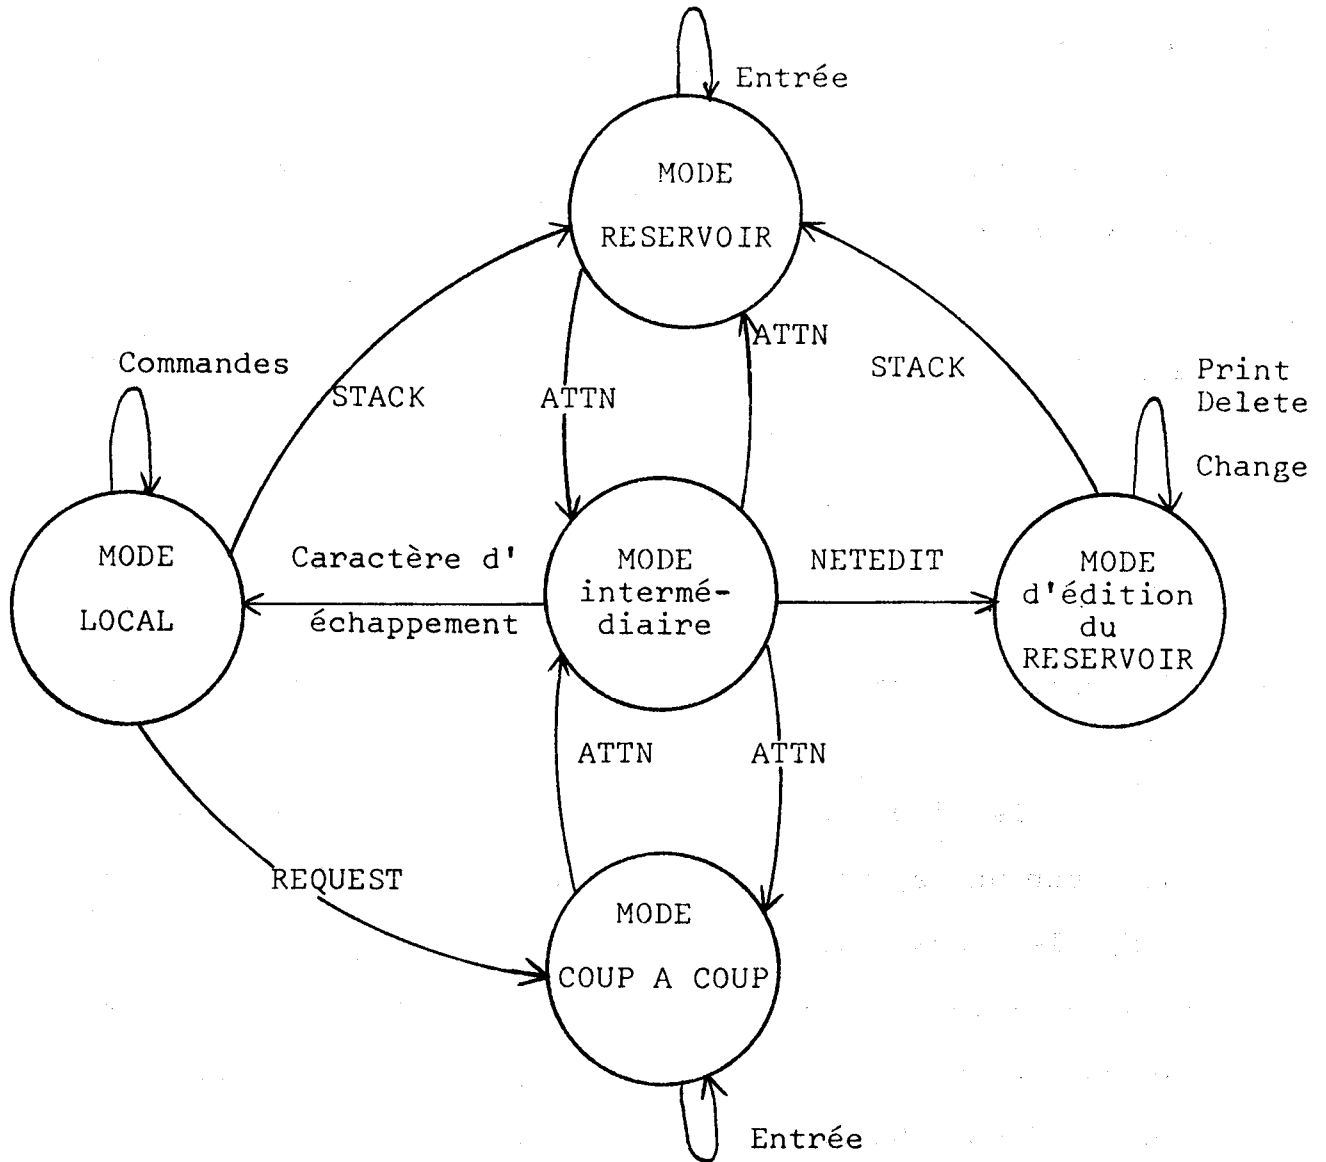 Entrée
MODE
RESERVOIR
ATTN
Commandes
STACK
ATTN
STACK
Print
Delete
Change
MODE
LOCAL
Caractère d'
échappement
MODE
intermé-
diaire
NETEDIT
MODE
d'édition
du
RESERVOIR
ATTN
ATTN
REQUEST
MODE
COUP A COUP
Entrée